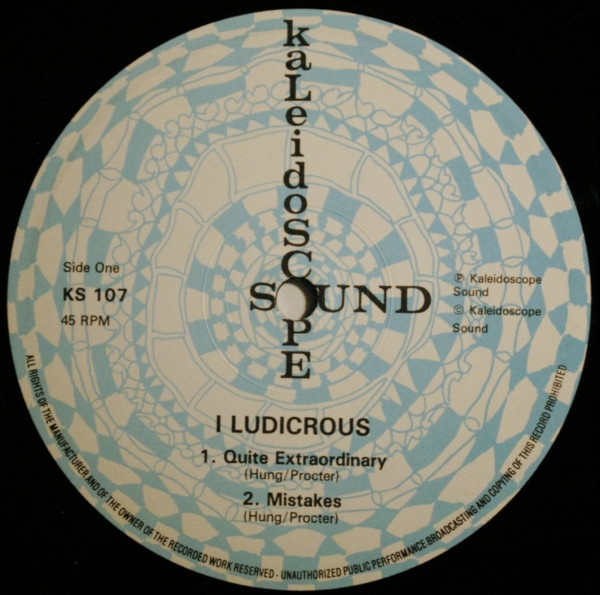 kaLeidoSCOPE
SOUND
Side One
KS 107
45 RPM
℗ Kaleidoscope
Sound
© Kaleidoscope
Sound
I LUDICROUS
1. Quite Extraordinary
(Hung/Procter)
2. Mistakes
(Hung/Procter)
ALL RIGHTS OF THE MANUFACTURER AND OF THE OWNER OF THE RECORDED WORK RESERVED - UNAUTHORIZED PUBLIC PERFORMANCE BROADCASTING AND COPYING OF THIS RECORD PROHIBITED